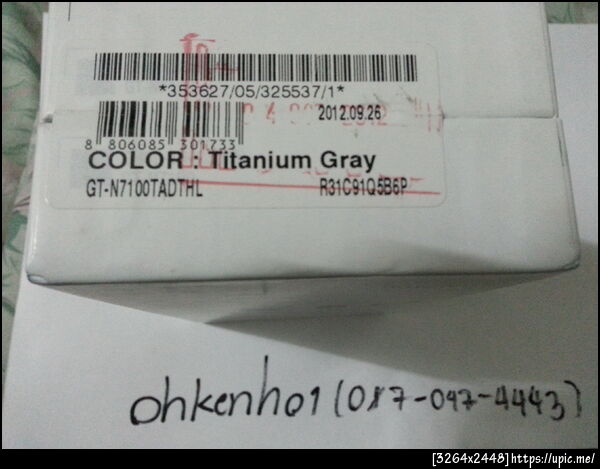 *353627/05/325537/1*
2012.09.26
8 806085 301733
COLOR : Titanium Gray
GT-N7100TADTHL R31C91Q5B6P
ohkenho1 (087-097-4443)
[3264x2448]https://upic.me/